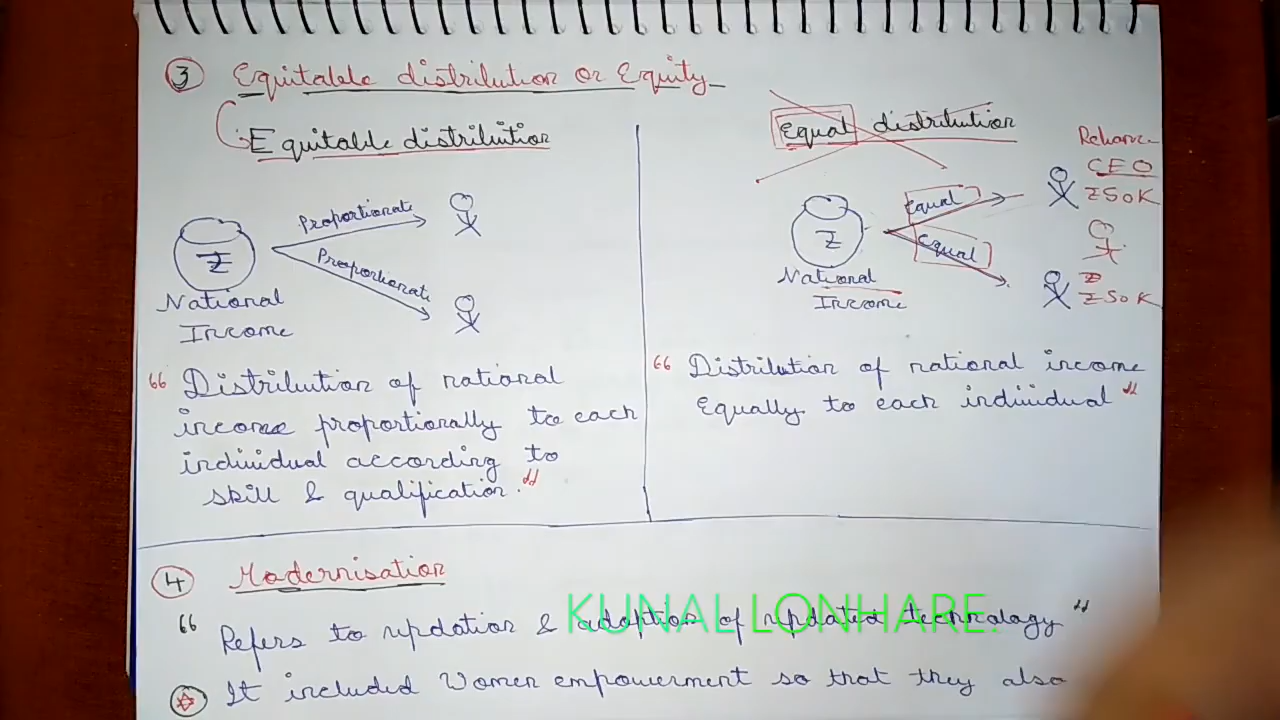 3 Equitable distribution or Equity
Equitable distribution
Proportionate
Proportionate
₹
National
Income
"Distribution of national
income proportionally to each
individual according to
skill & qualification."
Equal distribution
Reliance
CEO
250K
Equal
Equal
₹
National
Income
250K
"Distribution of national income
Equally to each individual"
4 Modernisation
"Refers to updation & adoption of updated technology"
It included Women empowerment so that they also
KUNAL LONHARE.